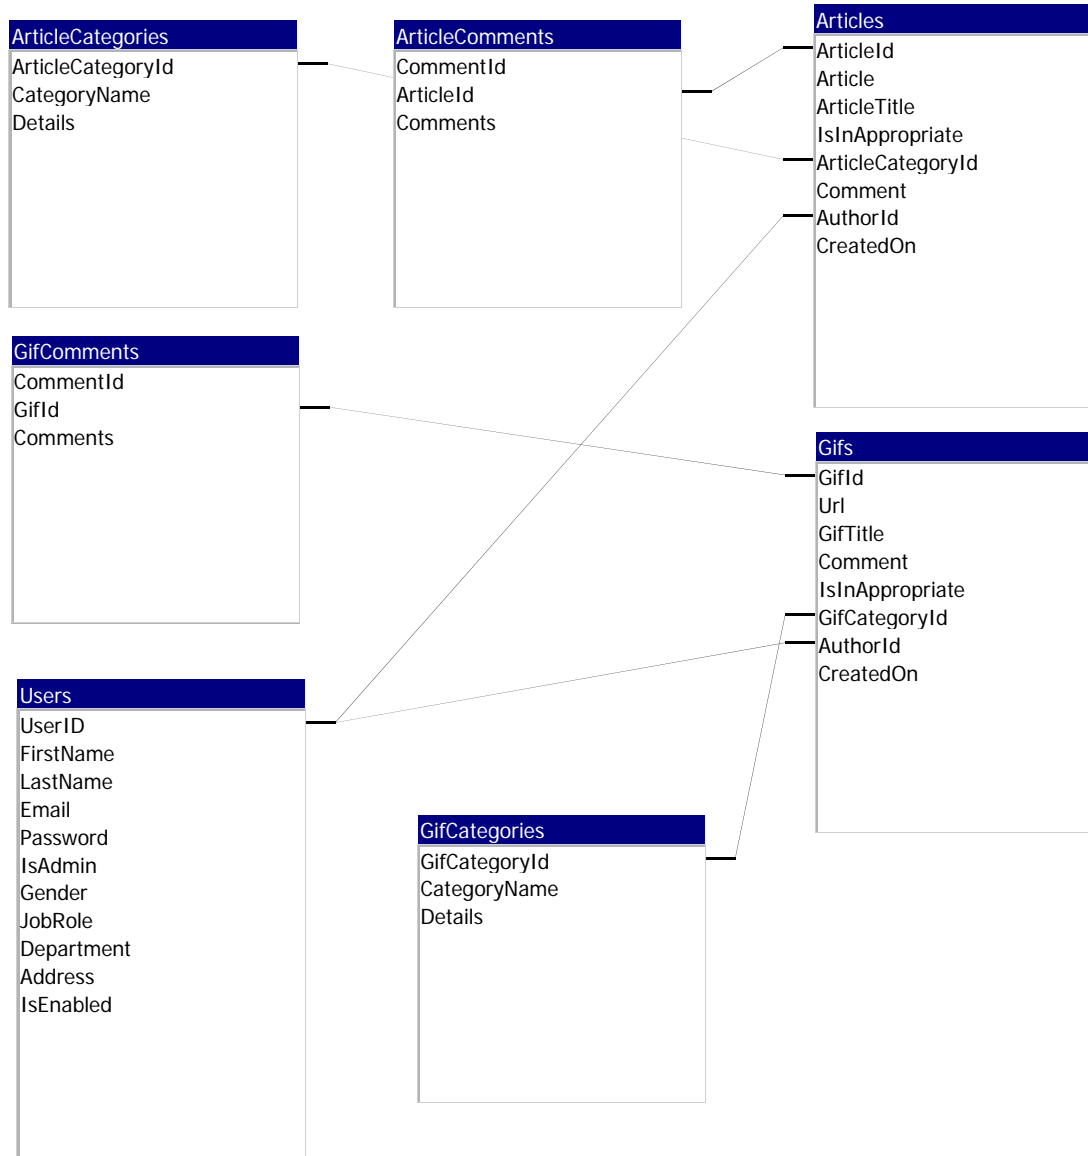 ArticleCategories
ArticleCategoryId
CategoryName
Details
ArticleComments
CommentId
ArticleId
Comments
Articles
ArticleId
Article
ArticleTitle
IsInAppropriate
ArticleCategoryId
Comment
AuthorId
CreatedOn
GifComments
CommentId
GifId
Comments
Gifs
GifId
Url
GifTitle
Comment
IsInAppropriate
GifCategoryId
AuthorId
CreatedOn
Users
UserID
FirstName
LastName
Email
Password
IsAdmin
Gender
JobRole
Department
Address
IsEnabled
GifCategories
GifCategoryId
CategoryName
Details